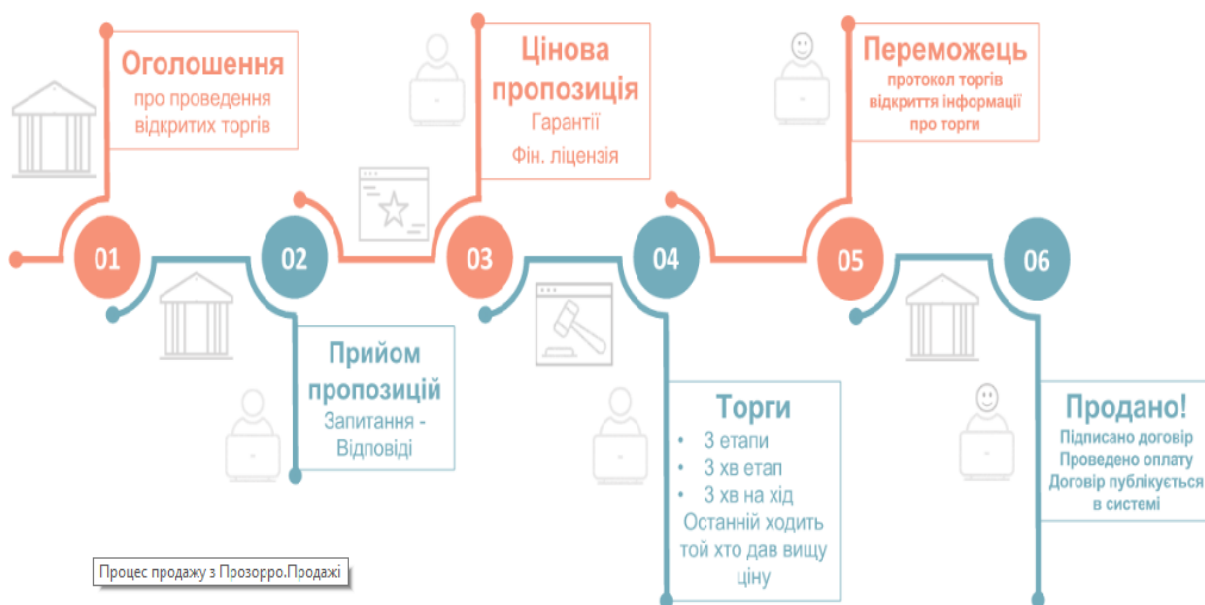 Оголошення
про проведення
відкритих торгів
Цінова
пропозиція
Гарантії
Фін. ліцензія
Переможець
протокол торгів
відкриття інформації
про торги
01
02
03
04
05
06
Прийом
пропозицій
Запитання -
Відповіді
Торги
• 3 етапи
• 3 хв етап
• 3 хв на хід
Останній ходить
той хто дав вищу
ціну
Продано!
Підписано договір
Проведено оплату
Договір публікується
в системі
Процес продажу з Прозорро.Продажі